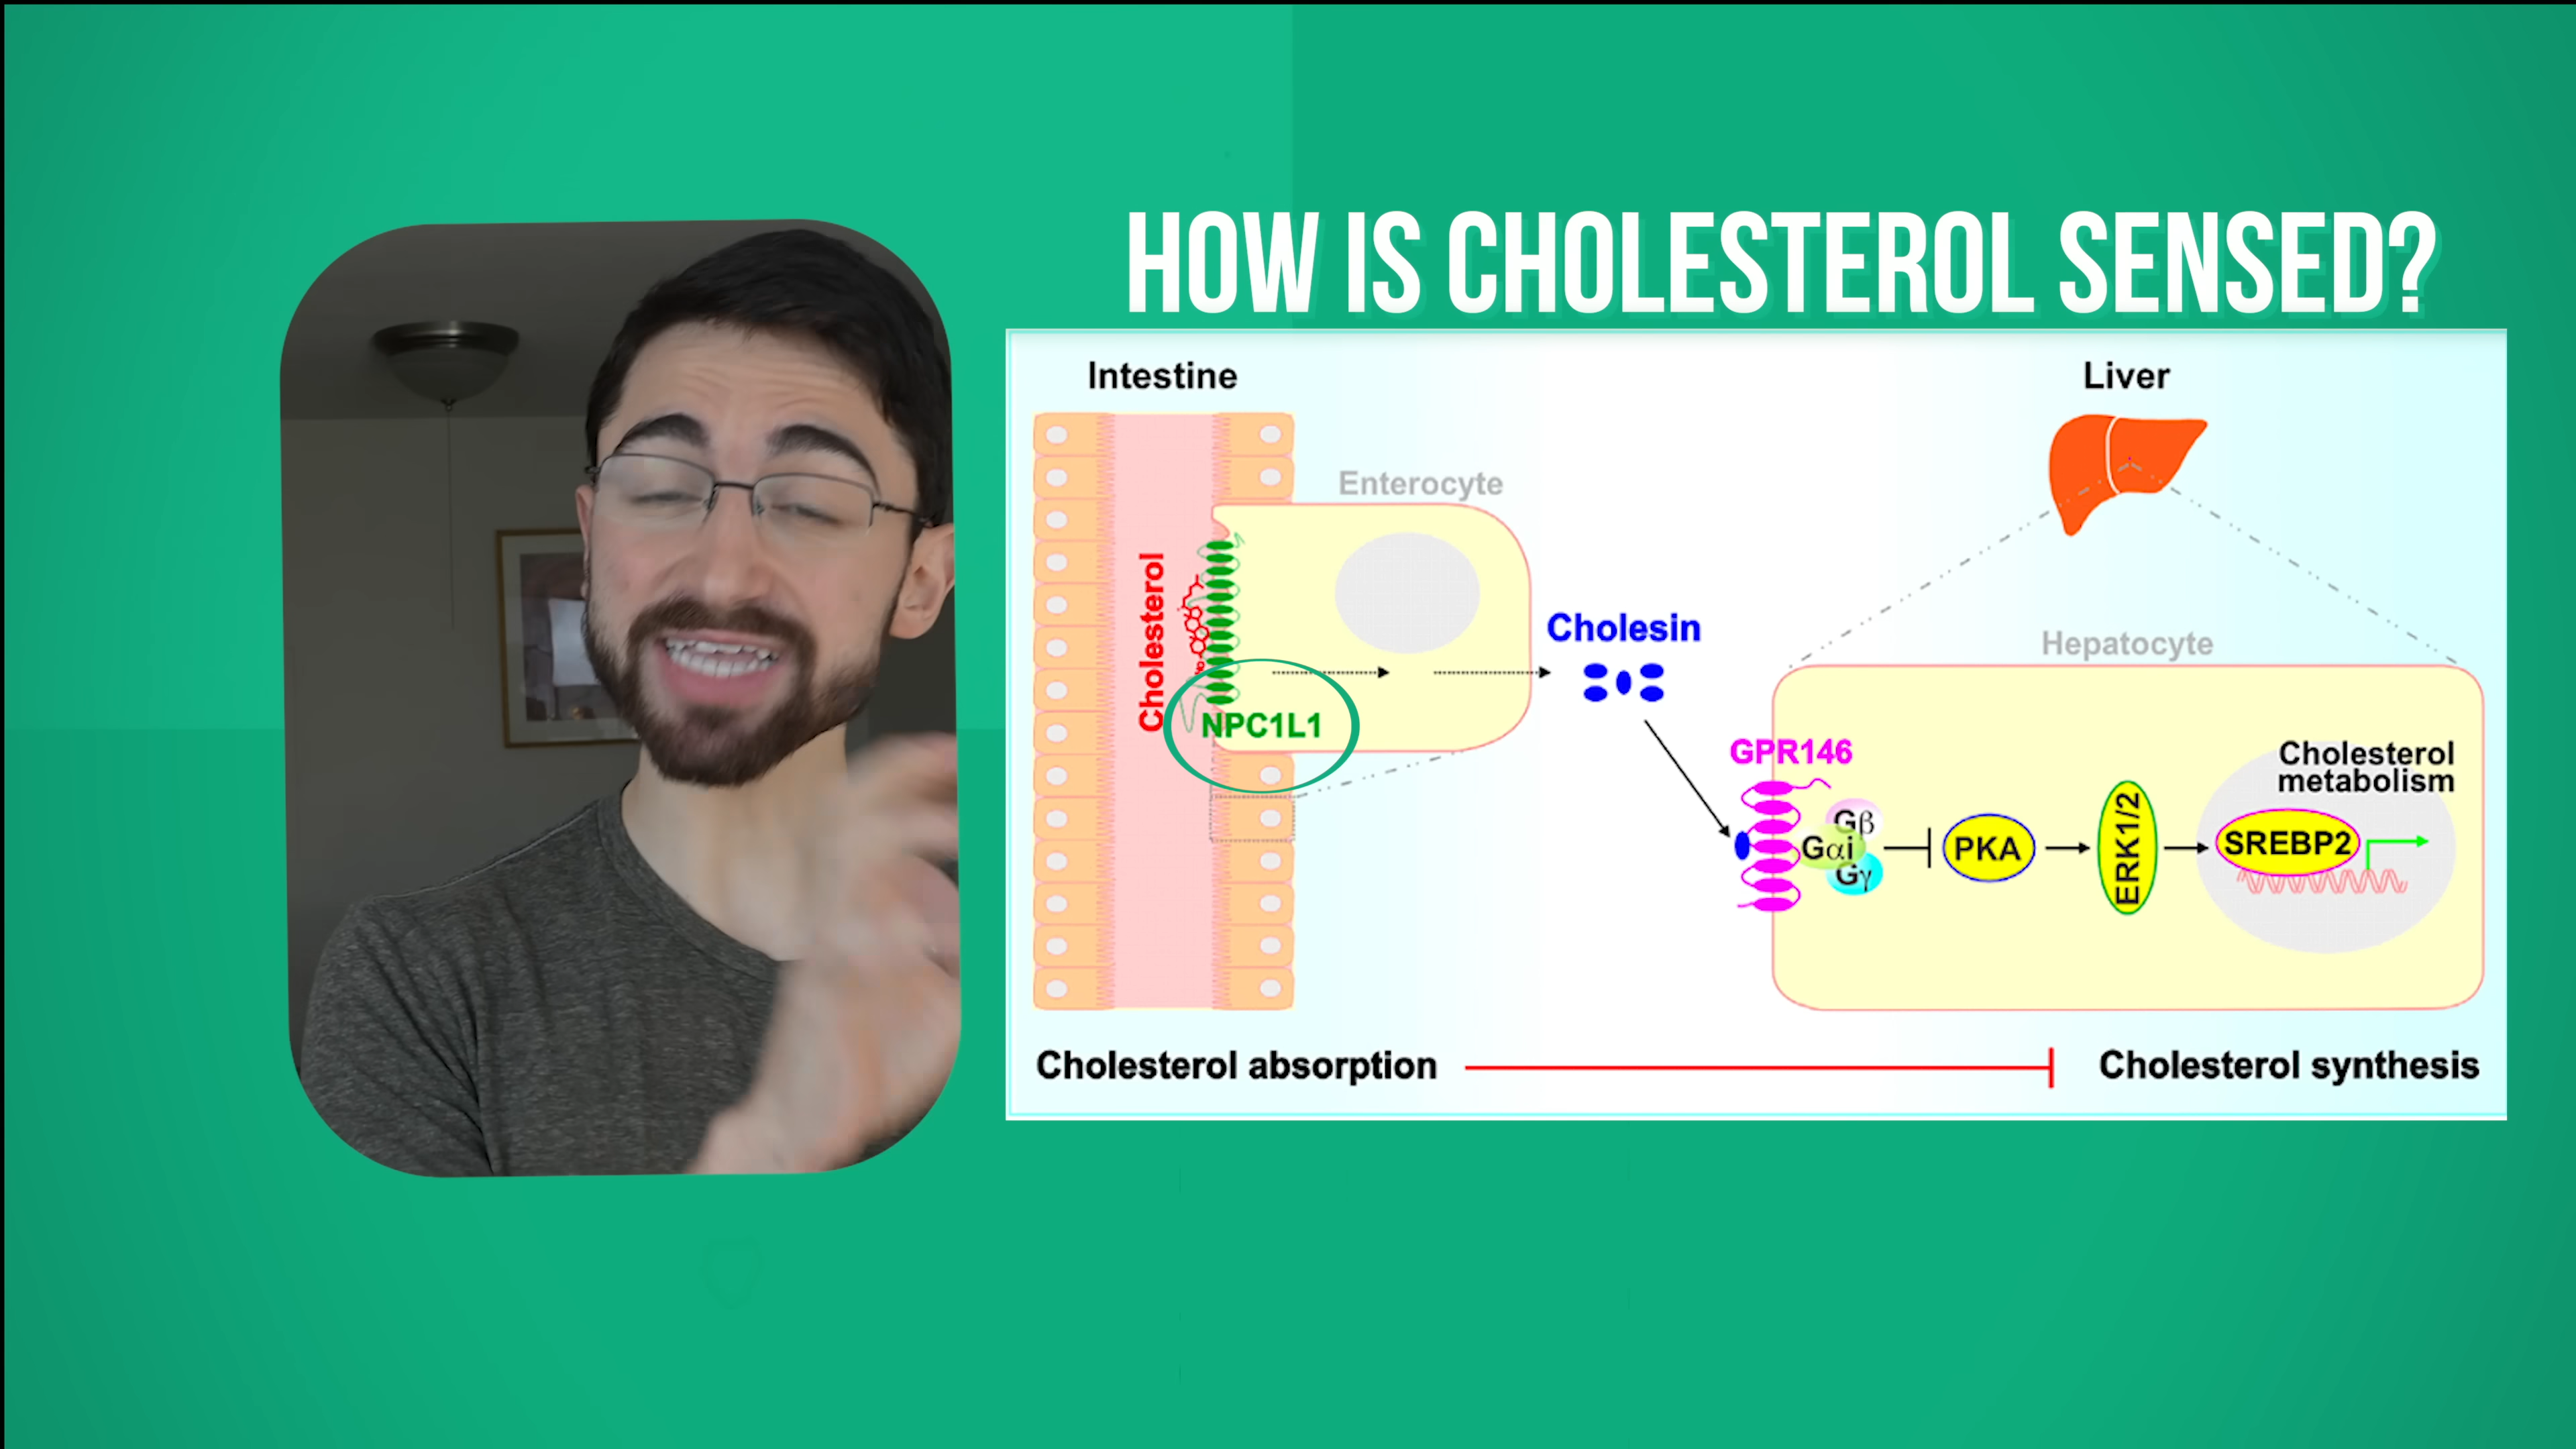 HOW IS CHOLESTEROL SENSED?
Intestine
Liver
Enterocyte
Cholesterol
Cholesin
Hepatocyte
NPC1L1
GPR146
Cholesterol
metabolism
Gβ
Gαi
Gγ
PKA
ERK1/2
SREBP2
Cholesterol absorption
Cholesterol synthesis